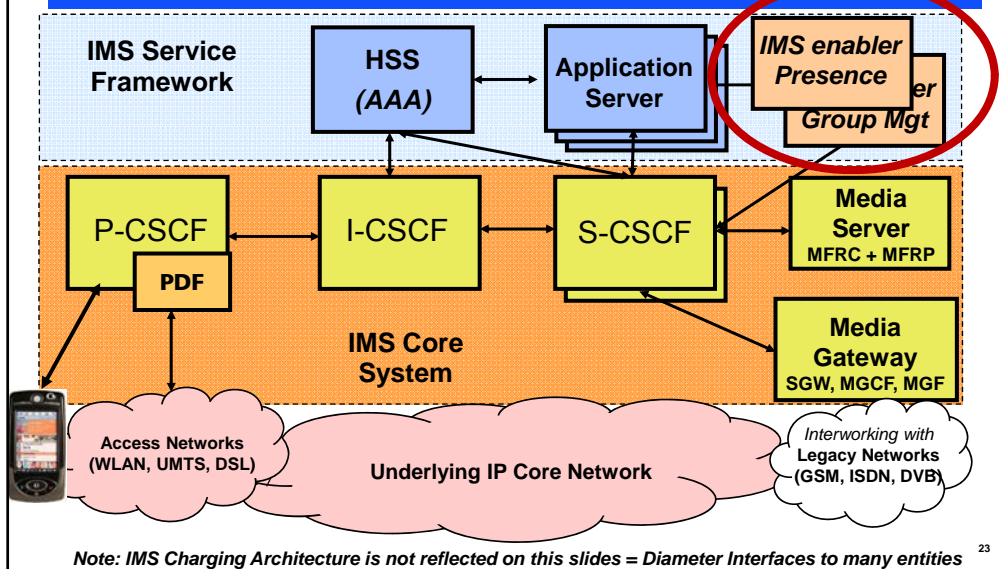 IMS Service
Framework
HSS
(AAA)
Application
Server
IMS enabler
Presence
er
Group Mgt
P-CSCF
PDF
I-CSCF
S-CSCF
Media
Server
MFRC + MFRP
IMS Core
System
Media
Gateway
SGW, MGCF, MGF
Access Networks
(WLAN, UMTS, DSL)
Underlying IP Core Network
Interworking with
Legacy Networks
(GSM, ISDN, DVB)
Note: IMS Charging Architecture is not reflected on this slides = Diameter Interfaces to many entities
23